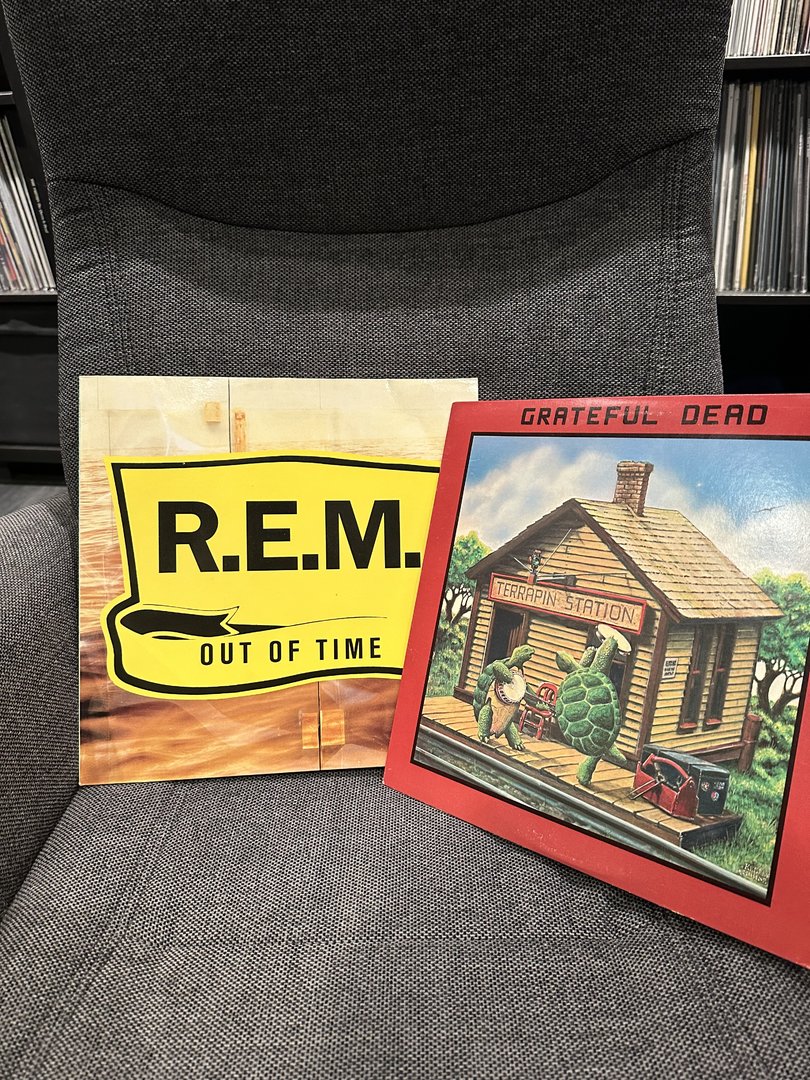 R.E.M.
OUT OF TIME
GRATEFUL DEAD
TERRAPIN STATION